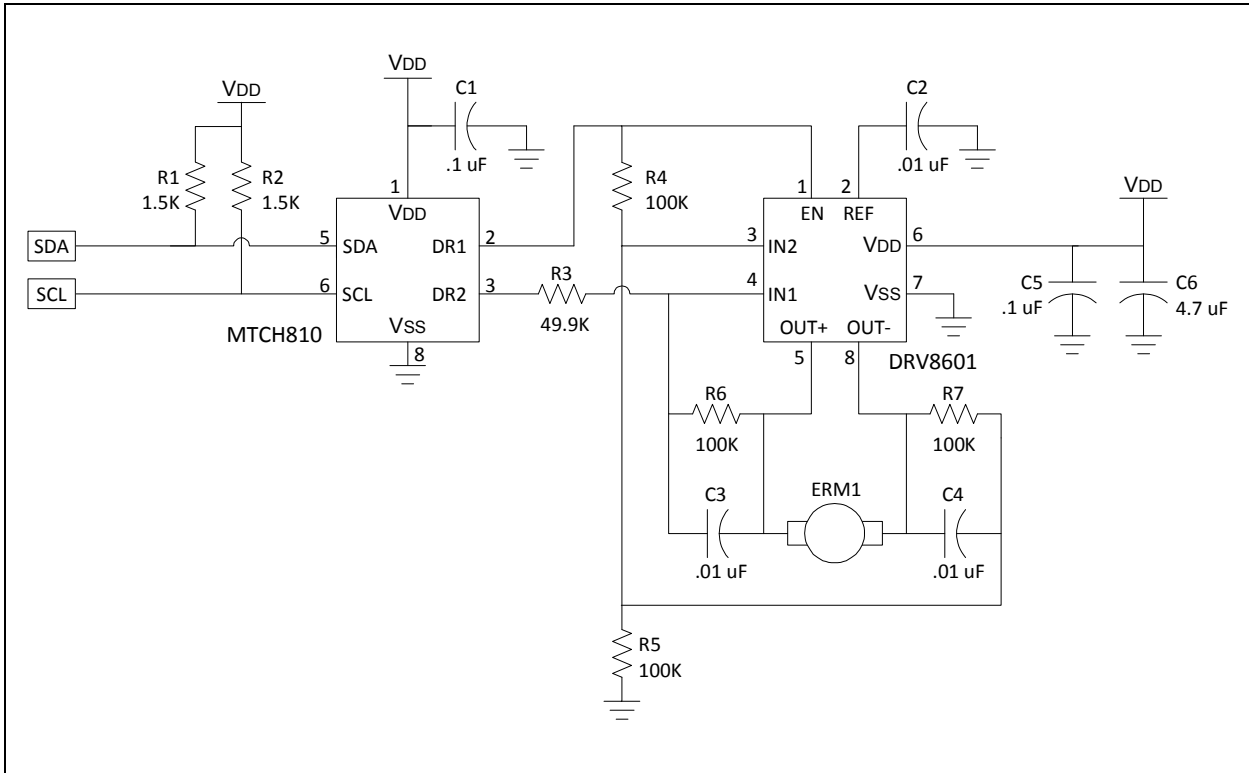 VDD
C1
.1 uF
C2
.01 uF
VDD
R1
1.5K
R2
1.5K
R4
100K
VDD
1
VDD
1
EN
2
REF
SDA
5
SDA
DR1
2
3
IN2
VDD
6
SCL
6
SCL
DR2
3
R3
49.9K
4
IN1
VSS
7
C5
.1 uF
C6
4.7 uF
MTCH810
VSS
8
OUT+
OUT-
5
8
DRV8601
R6
100K
R7
100K
C3
.01 uF
ERM1
C4
.01 uF
R5
100K